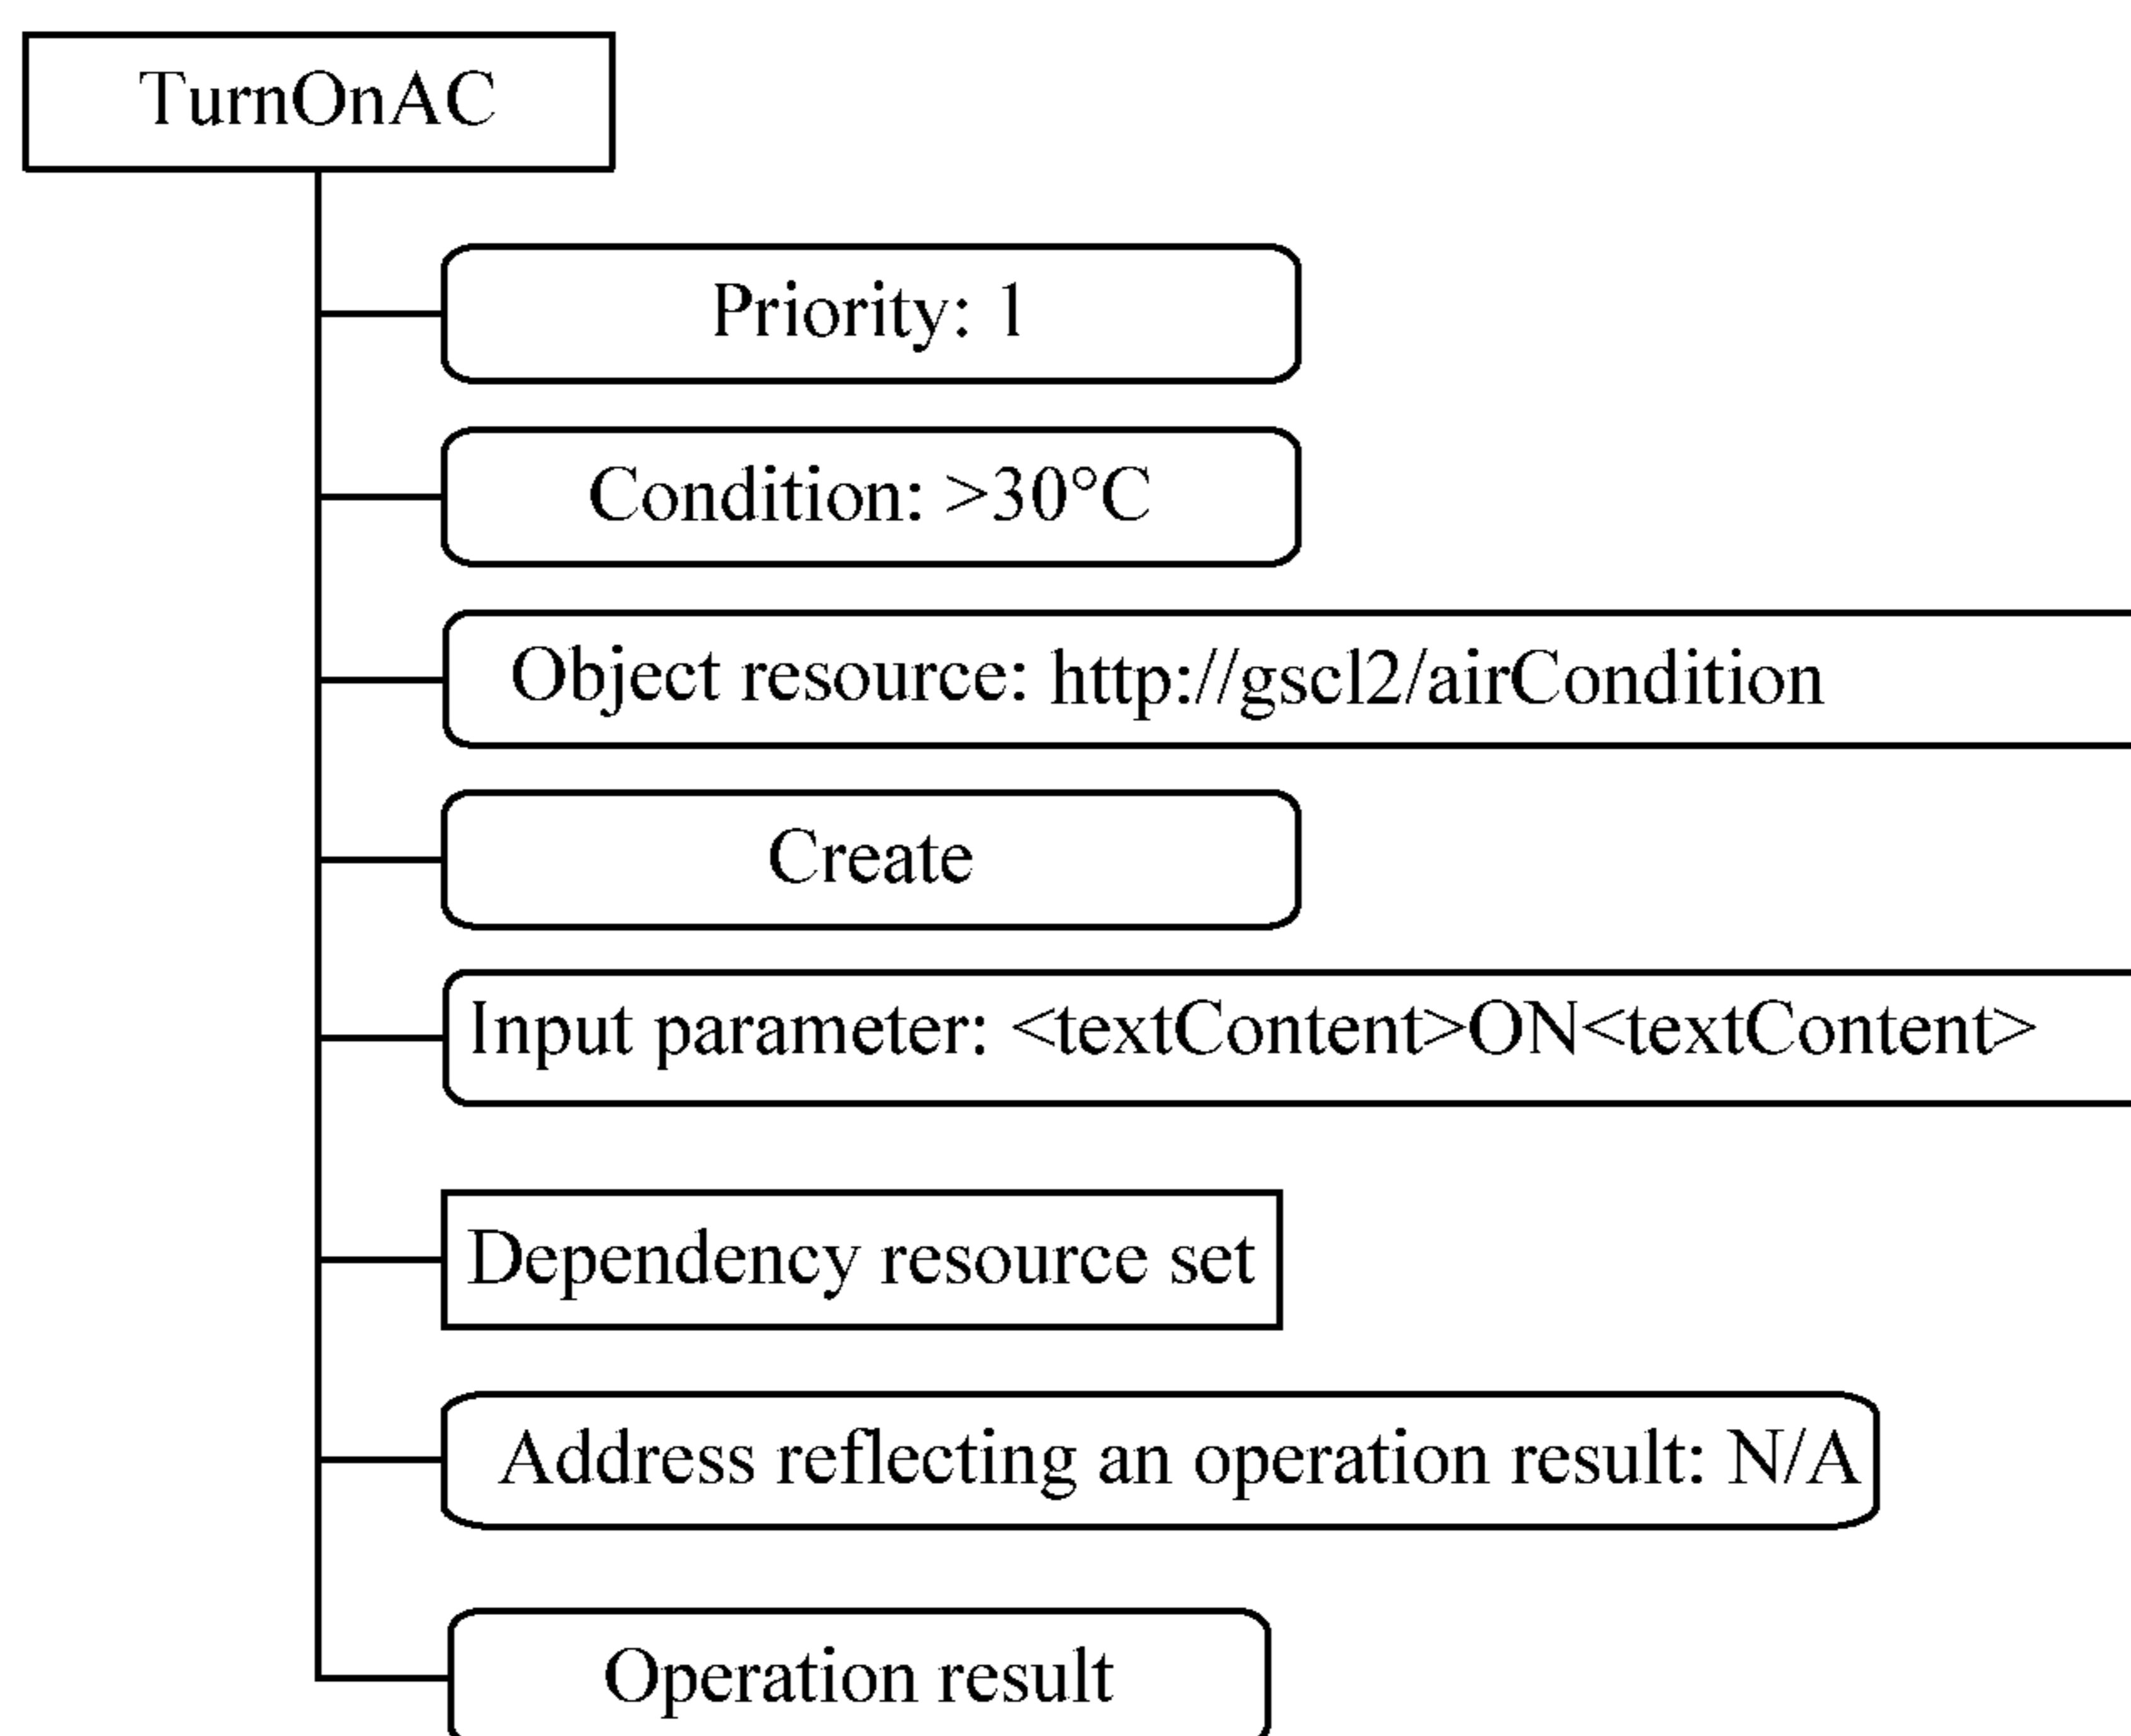 TurnOnAC
Priority: 1
Condition: >30°C
Object resource: http://gscl2/airCondition
Create
Input parameter: <textContent>ON<textContent>
Dependency resource set
Address reflecting an operation result: N/A
Operation result